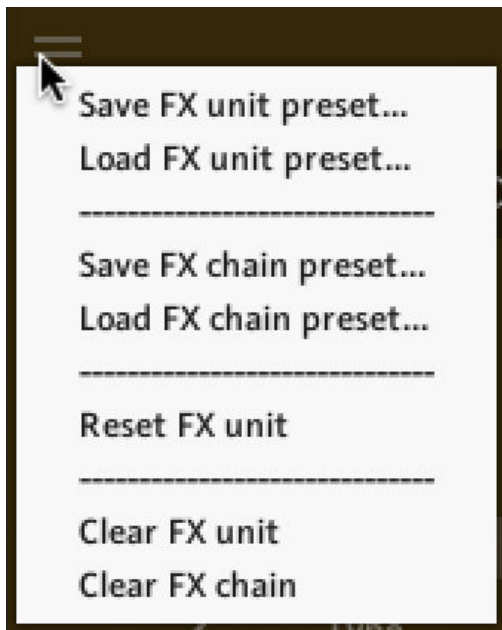 Save FX unit preset...
Load FX unit preset...
------------------------------
Save FX chain preset...
Load FX chain preset...
------------------------------
Reset FX unit
------------------------------
Clear FX unit
Clear FX chain